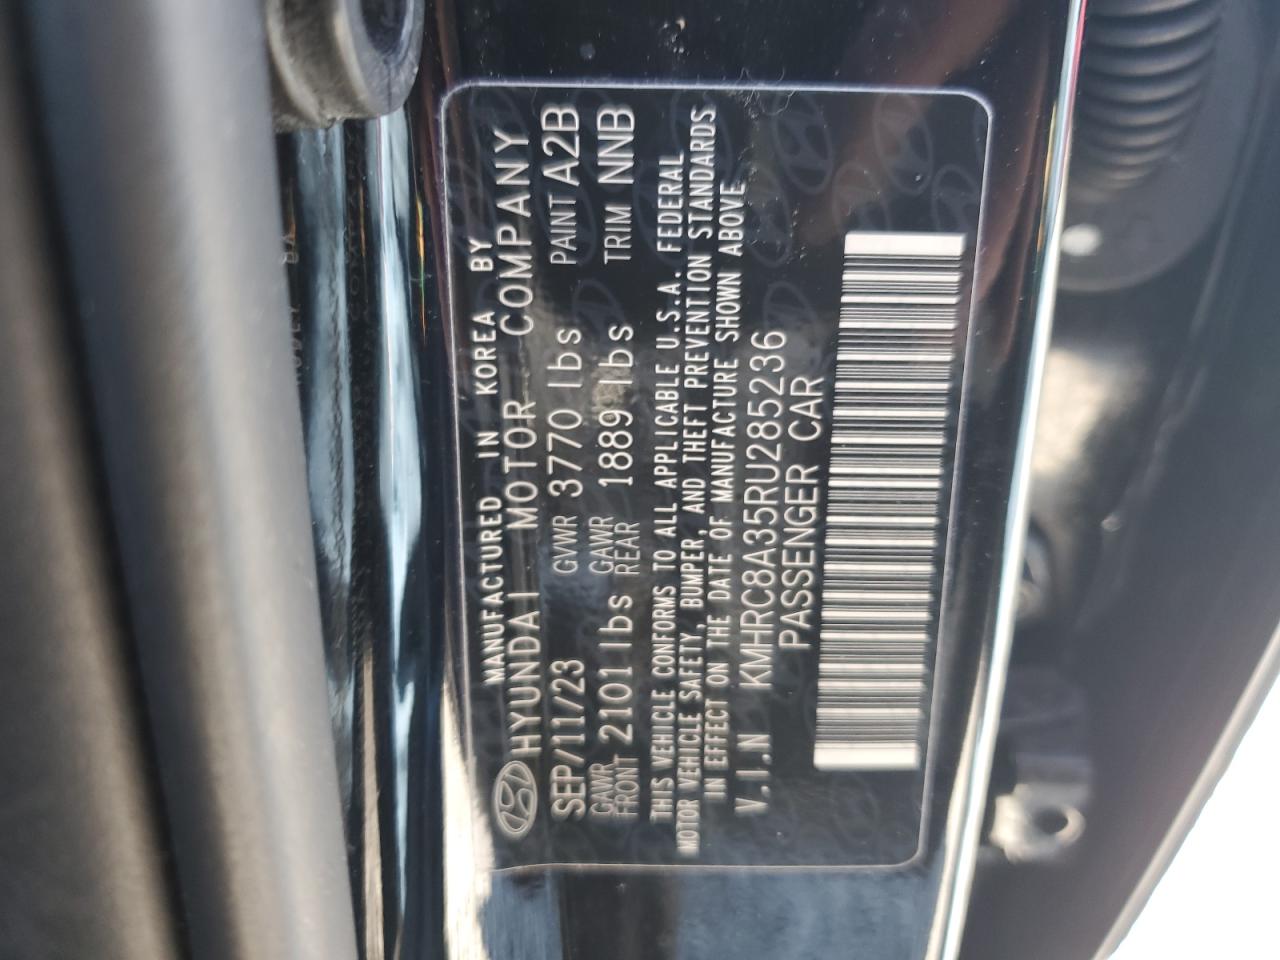 MANUFACTURED IN KOREA BY
HYUNDAI MOTOR COMPANY
SEP/11/23 GVWR 3770 lbs PAINT A2B
GAWR FRONT 2101 lbs GAWR REAR 1889 lbs TRIM NNB
THIS VEHICLE CONFORMS TO ALL APPLICABLE U.S.A. FEDERAL
MOTOR VEHICLE SAFETY, BUMPER, AND THEFT PREVENTION STANDARDS
IN EFFECT ON THE DATE OF MANUFACTURE SHOWN ABOVE
V.I.N KMHRC8A35RU285236
PASSENGER CAR